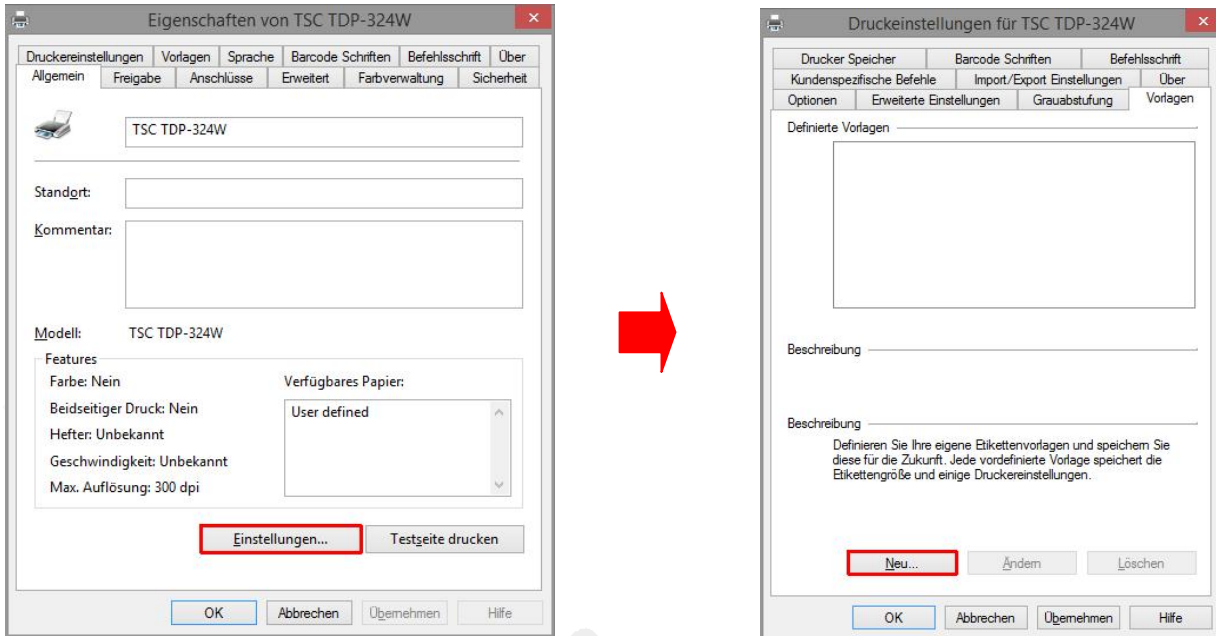 Eigenschaften von TSC TDP-324W
Druckereinstellungen Vorlagen Sprache Barcode Schriften Befehlsschrift Über
Allgemein Freigabe Anschlüsse Erweitert Farbverwaltung Sicherheit
TSC TDP-324W
Standort:
Kommentar:
Modell: TSC TDP-324W
Features
Farbe: Nein
Verfügbares Papier:
Beidseitiger Druck: Nein
User defined
Hefter: Unbekannt
Geschwindigkeit: Unbekannt
Max. Auflösung: 300 dpi
Einstellungen... Testseite drucken
OK Abbrechen Übernehmen Hilfe
Druckeinstellungen für TSC TDP-324W
Drucker Speicher Barcode Schriften Befehlsschrift
Kundenspezifische Befehle Import/Export Einstellungen Über
Optionen Erweiterte Einstellungen Grauabstufung Vorlagen
Definierte Vorlagen
Beschreibung
Beschreibung
Definieren Sie Ihre eigene Etikettenvorlagen und speichern Sie
diese für die Zukunft. Jede vordefinierte Vorlage speichert die
Etikettengröße und einige Druckereinstellungen.
Neu... Ändern Löschen
OK Abbrechen Übernehmen Hilfe